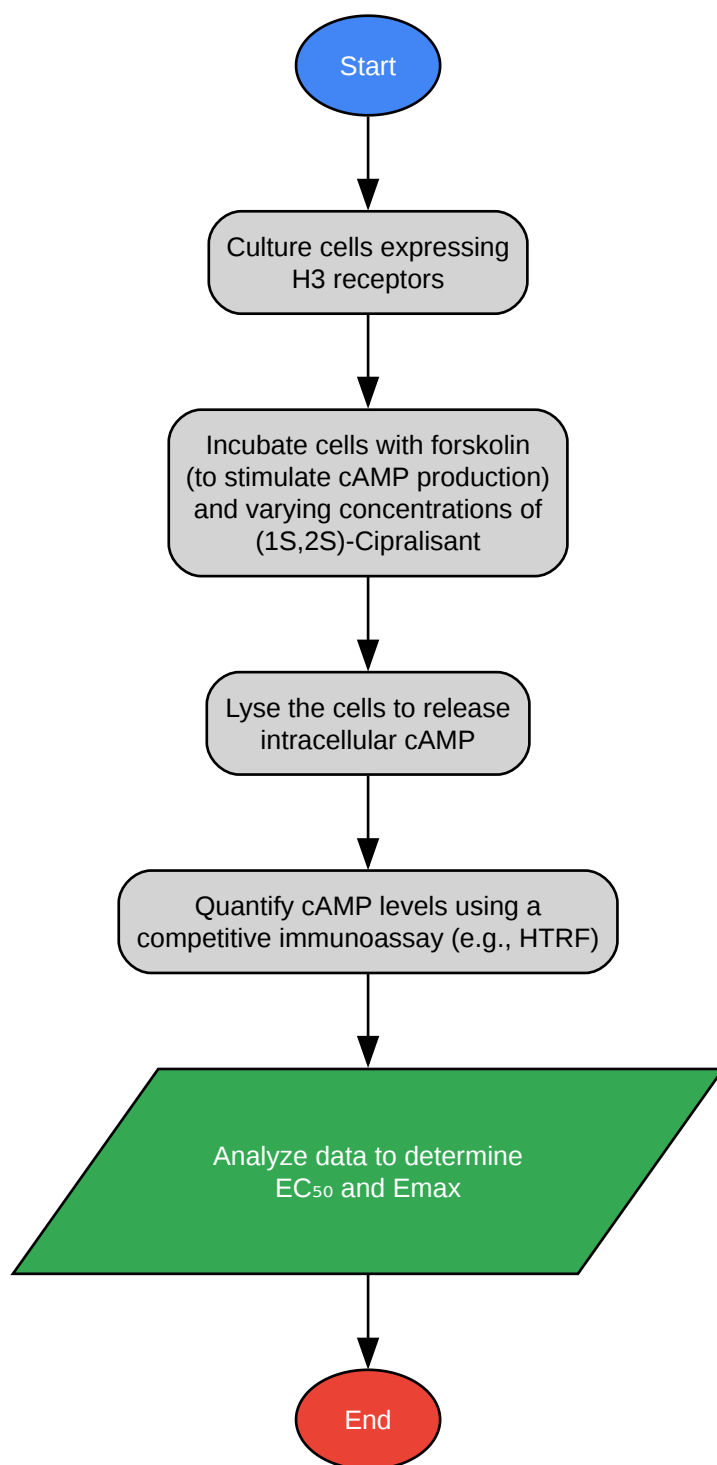 Start
Culture cells expressing
H3 receptors
Incubate cells with forskolin
(to stimulate cAMP production)
and varying concentrations of
(1S,2S)-Cipralisant
Lyse the cells to release
intracellular cAMP
Quantify cAMP levels using a
competitive immunoassay (e.g., HTRF)
Analyze data to determine
EC₅₀ and Emax
End